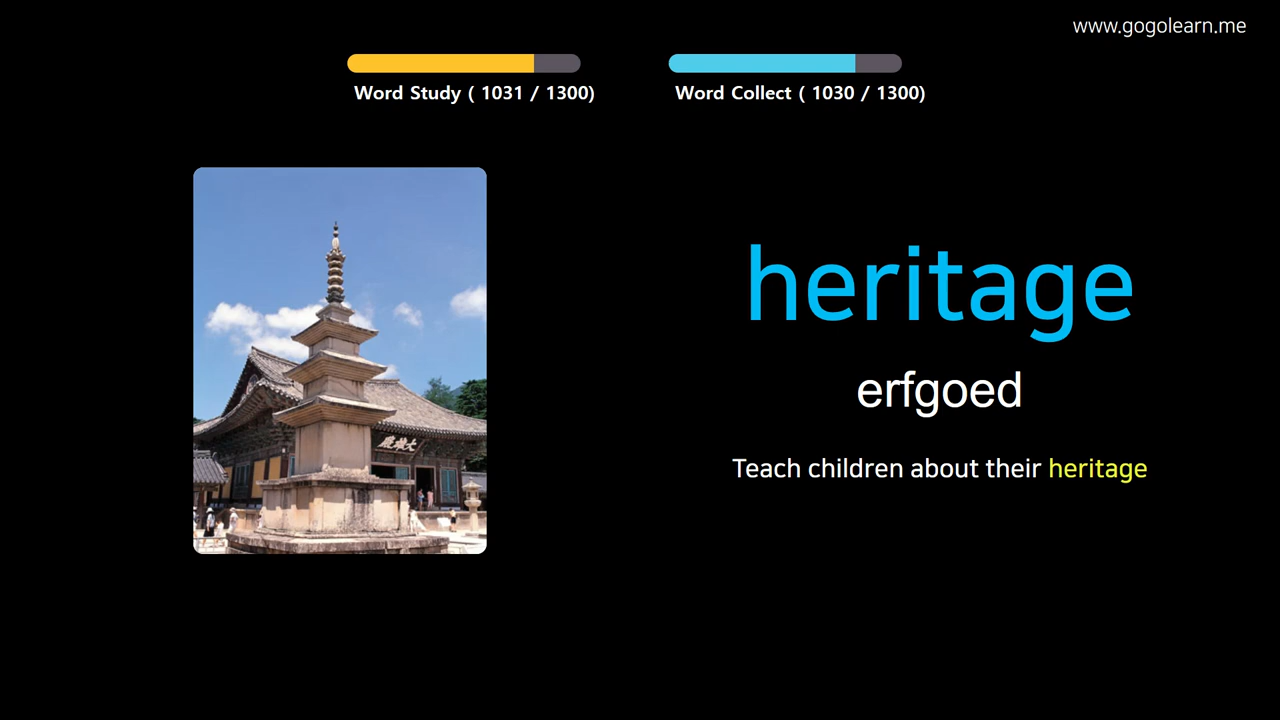 www.gogolearn.me
Word Study ( 1031 / 1300)
Word Collect ( 1030 / 1300)
heritage
erfgoed
Teach children about their heritage